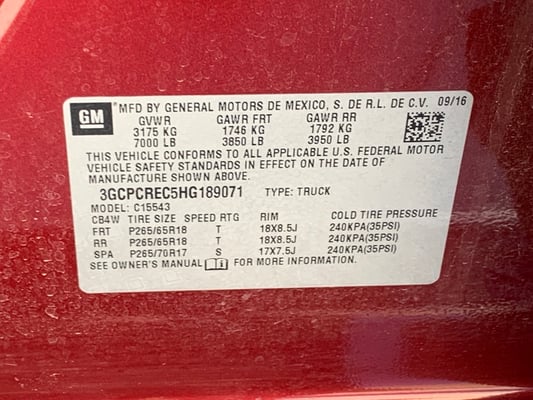 GM
MFD BY GENERAL MOTORS DE MEXICO, S. DE R.L. DE C.V. 09/16
GVWR GAWR FRT GAWR RR
3175 KG 1746 KG 1792 KG
7000 LB 3850 LB 3950 LB
THIS VEHICLE CONFORMS TO ALL APPLICABLE U.S. FEDERAL MOTOR
VEHICLE SAFETY STANDARDS IN EFFECT ON THE DATE OF
MANUFACTURE SHOWN ABOVE.
3GCPCREC5HG189071 TYPE: TRUCK
MODEL: C15543
CB4W TIRE SIZE SPEED RTG RIM COLD TIRE PRESSURE
FRT P265/65R18 T 18X8.5J 240KPA(35PSI)
RR P265/65R18 T 18X8.5J 240KPA(35PSI)
SPA P265/70R17 S 17X7.5J 240KPA(35PSI)
SEE OWNER'S MANUAL FOR MORE INFORMATION.